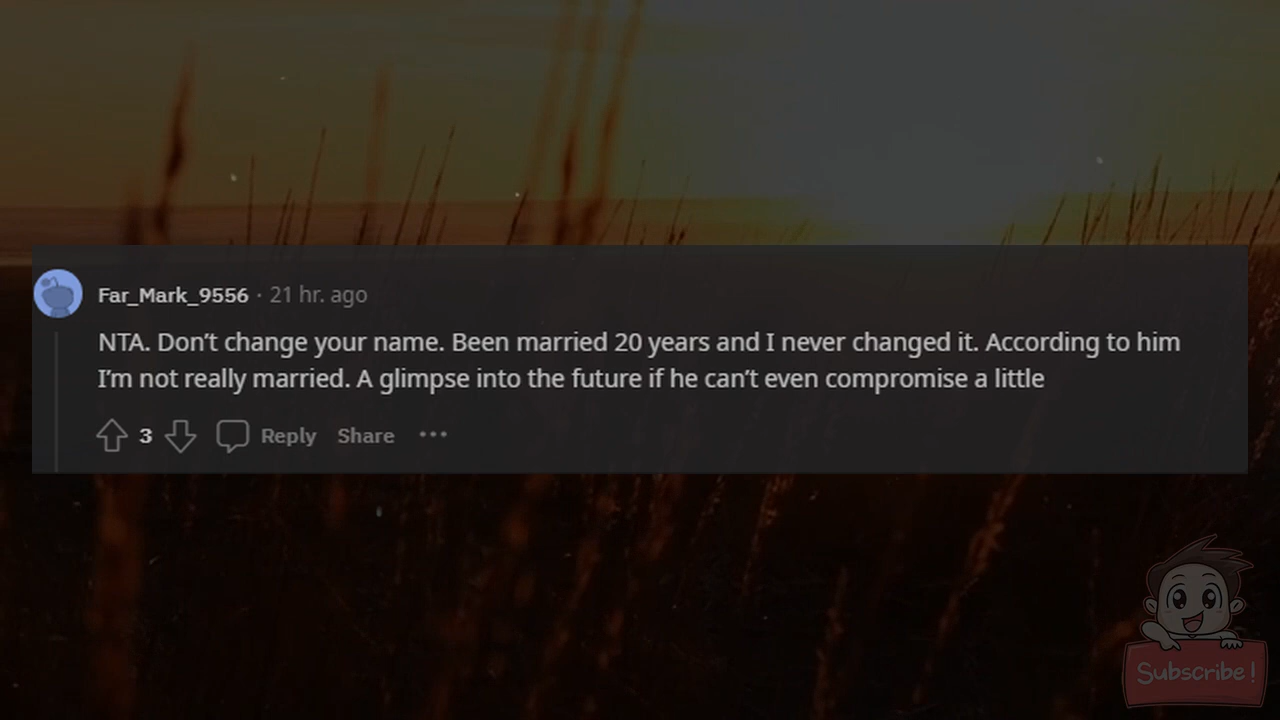 Far_Mark_9556 · 21 hr. ago
NTA. Don’t change your name. Been married 20 years and I never changed it. According to him
I’m not really married. A glimpse into the future if he can’t even compromise a little
3 Reply Share •••
Subscribe!